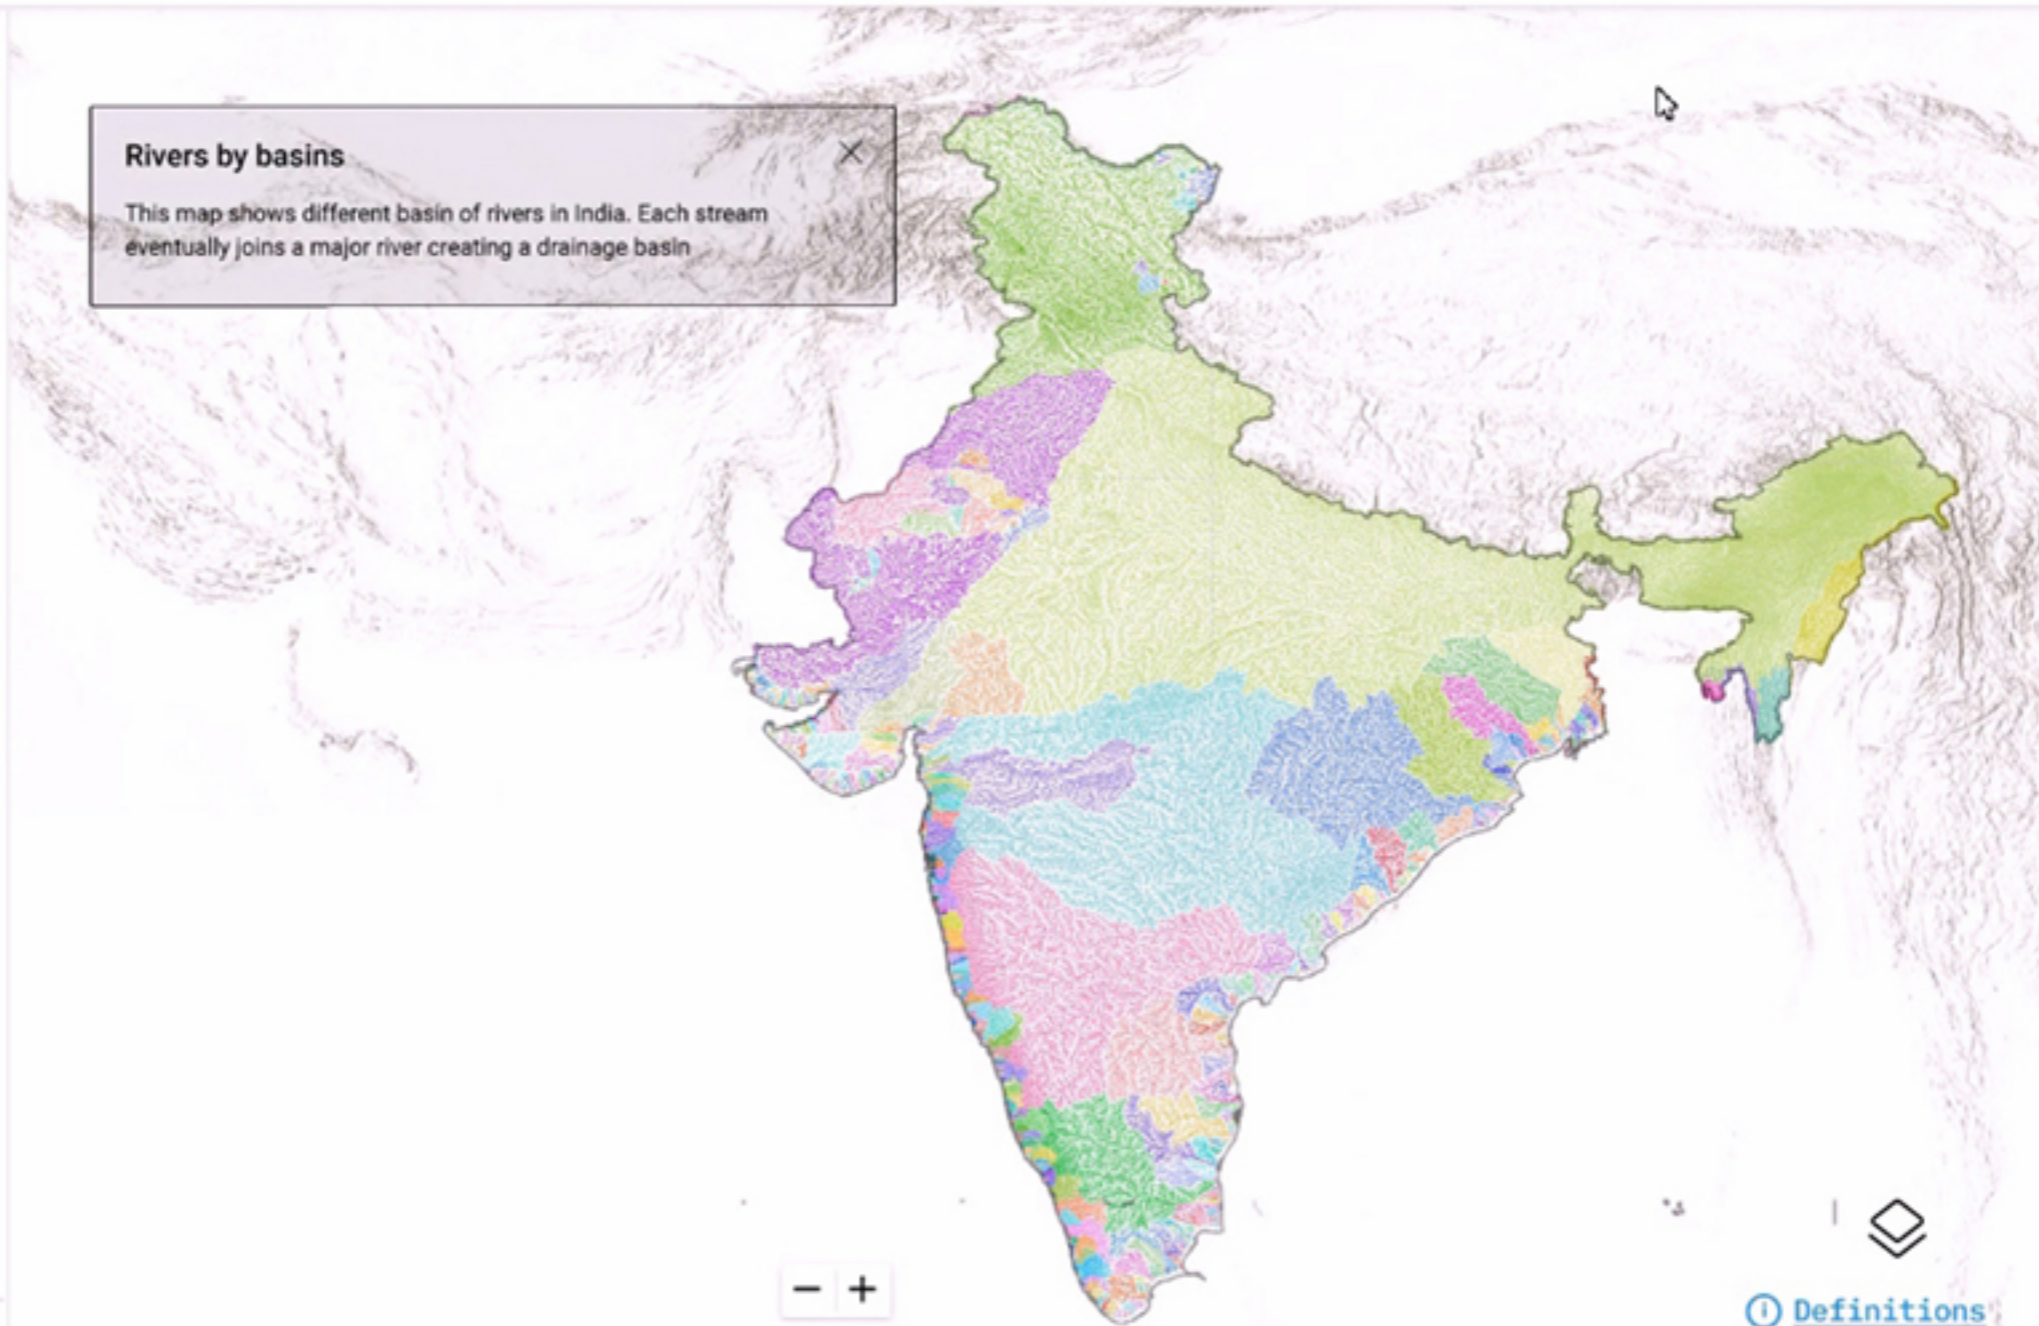 Rivers by basins
This map shows different basin of rivers in India. Each stream
eventually joins a major river creating a drainage basin
Definitions